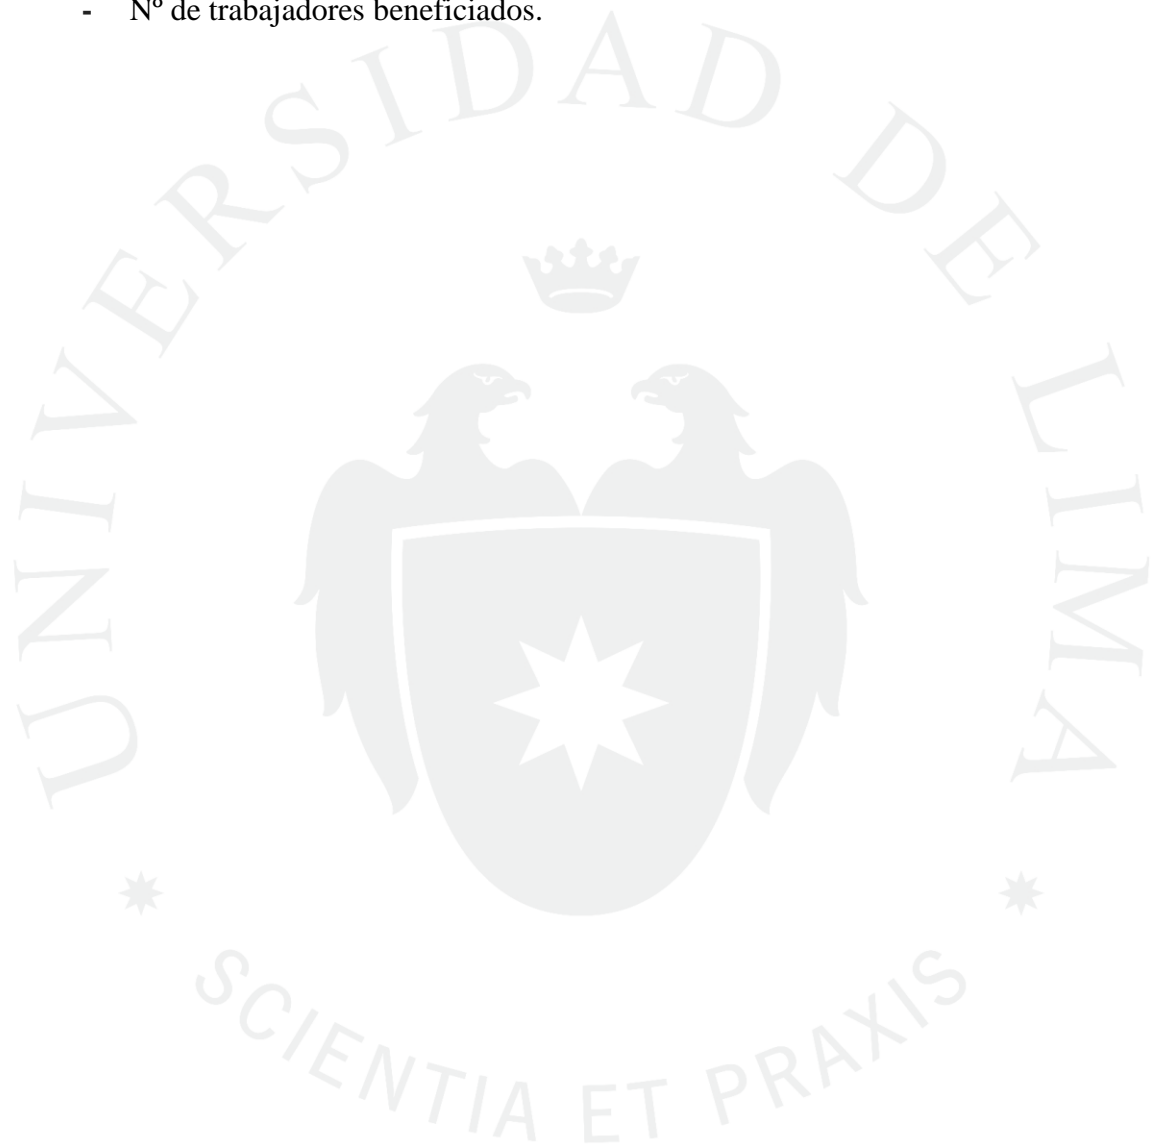 - Nº de trabajadores beneficiados.
UNIVERSIDAD DE LIMA
SCIENTIA ET PRAXIS